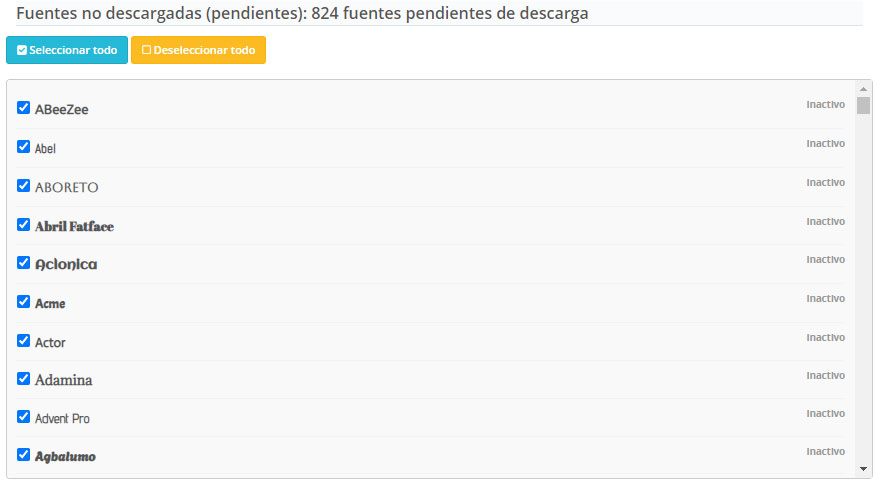 Fuentes no descargadas (pendientes): 824 fuentes pendientes de descarga
Seleccionar todo Deseleccionar todo
ABeeZee Inactivo
Abel Inactivo
ABORETO Inactivo
Abril Fatface Inactivo
Aclonica Inactivo
Acme Inactivo
Actor Inactivo
Adamina Inactivo
Advent Pro Inactivo
Agbalumo Inactivo